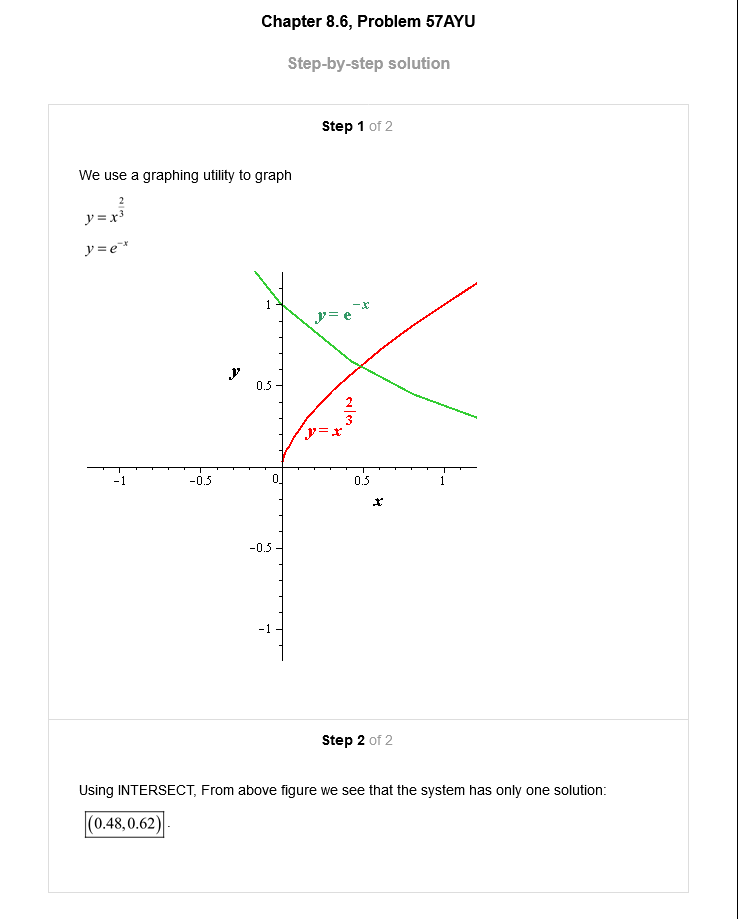 Chapter 8.6, Problem 57AYU
Step-by-step solution
Step 1 of 2
We use a graphing utility to graph
y = x^(2/3)
y = e^(-x)
1
y = e^(-x)
y
0.5
y = x^(2/3)
-1 -0.5 0 0.5 1
x
-0.5
-1
Step 2 of 2
Using INTERSECT, From above figure we see that the system has only one solution:
(0.48,0.62).